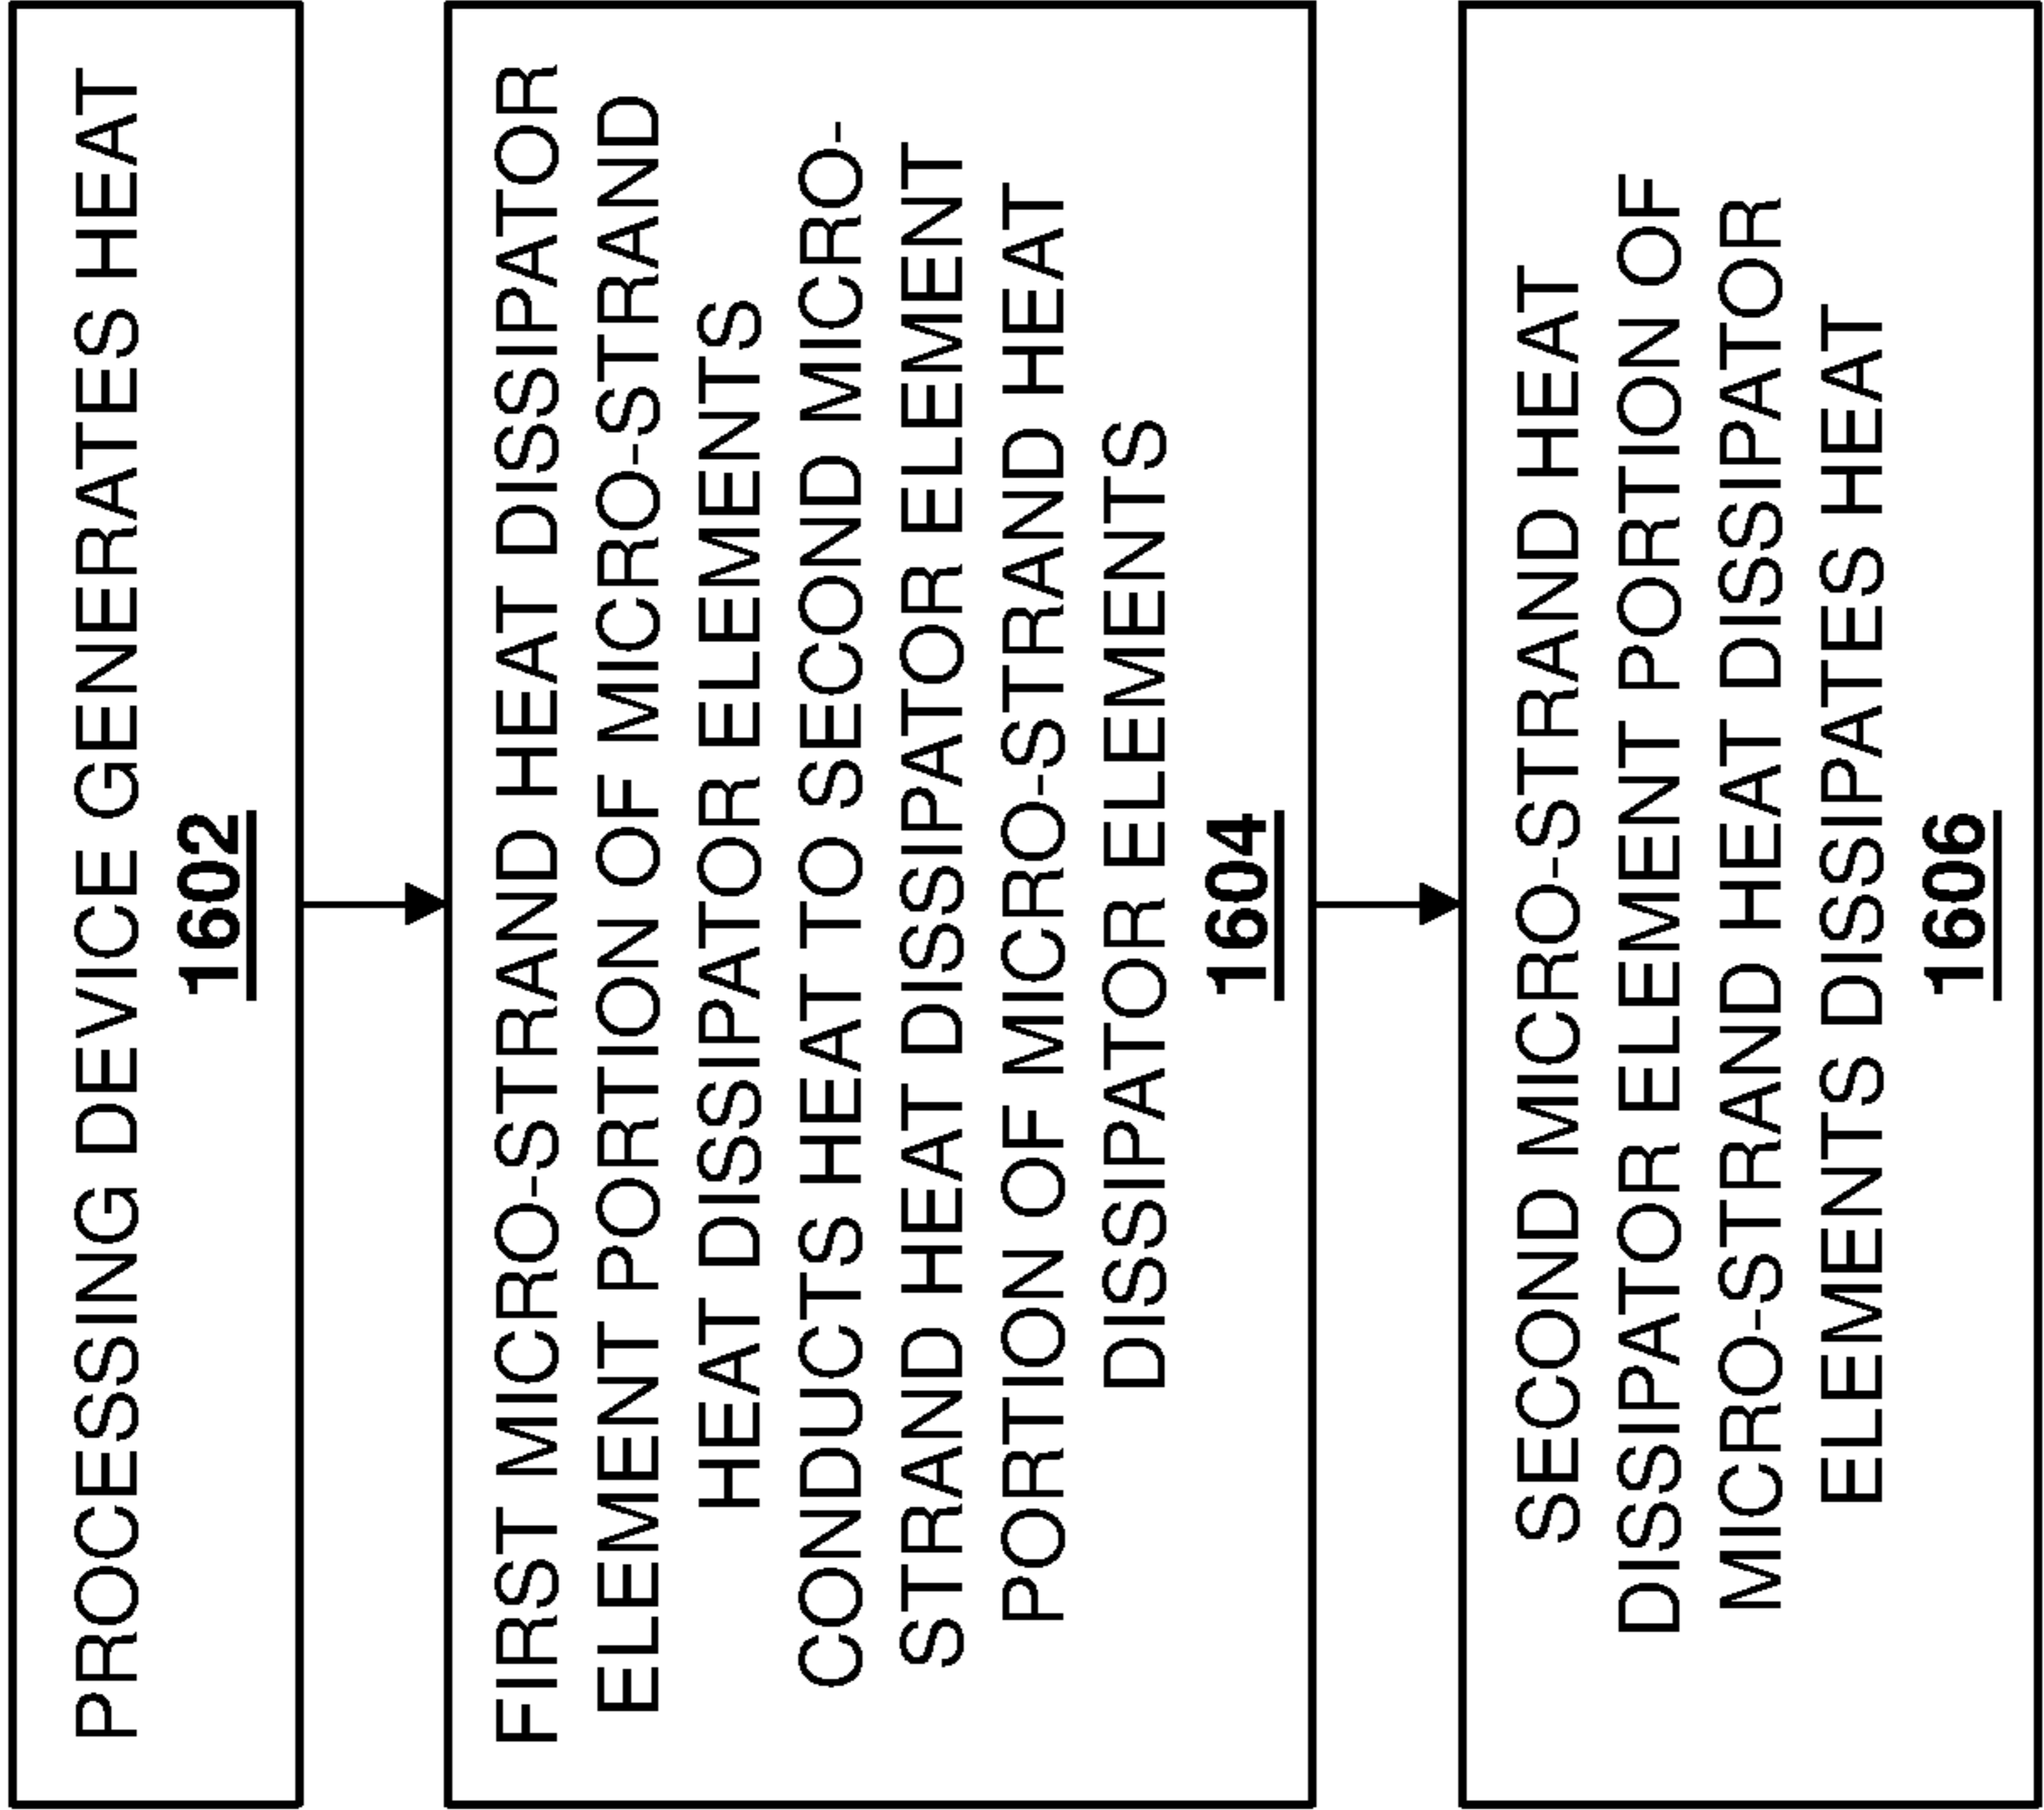 PROCESSING DEVICE GENERATES HEAT
1602
FIRST MICRO-STRAND HEAT DISSIPATOR
ELEMENT PORTION OF MICRO-STRAND
HEAT DISSIPATOR ELEMENTS
CONDUCTS HEAT TO SECOND MICRO-
STRAND HEAT DISSIPATOR ELEMENT
PORTION OF MICRO-STRAND HEAT
DISSIPATOR ELEMENTS
1604
SECOND MICRO-STRAND HEAT
DISSIPATOR ELEMENT PORTION OF
MICRO-STRAND HEAT DISSIPATOR
ELEMENTS DISSIPATES HEAT
1606